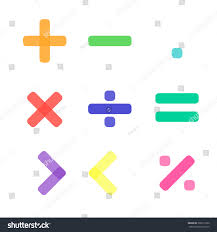 + − .
× ÷ =
> < %
shutterstock